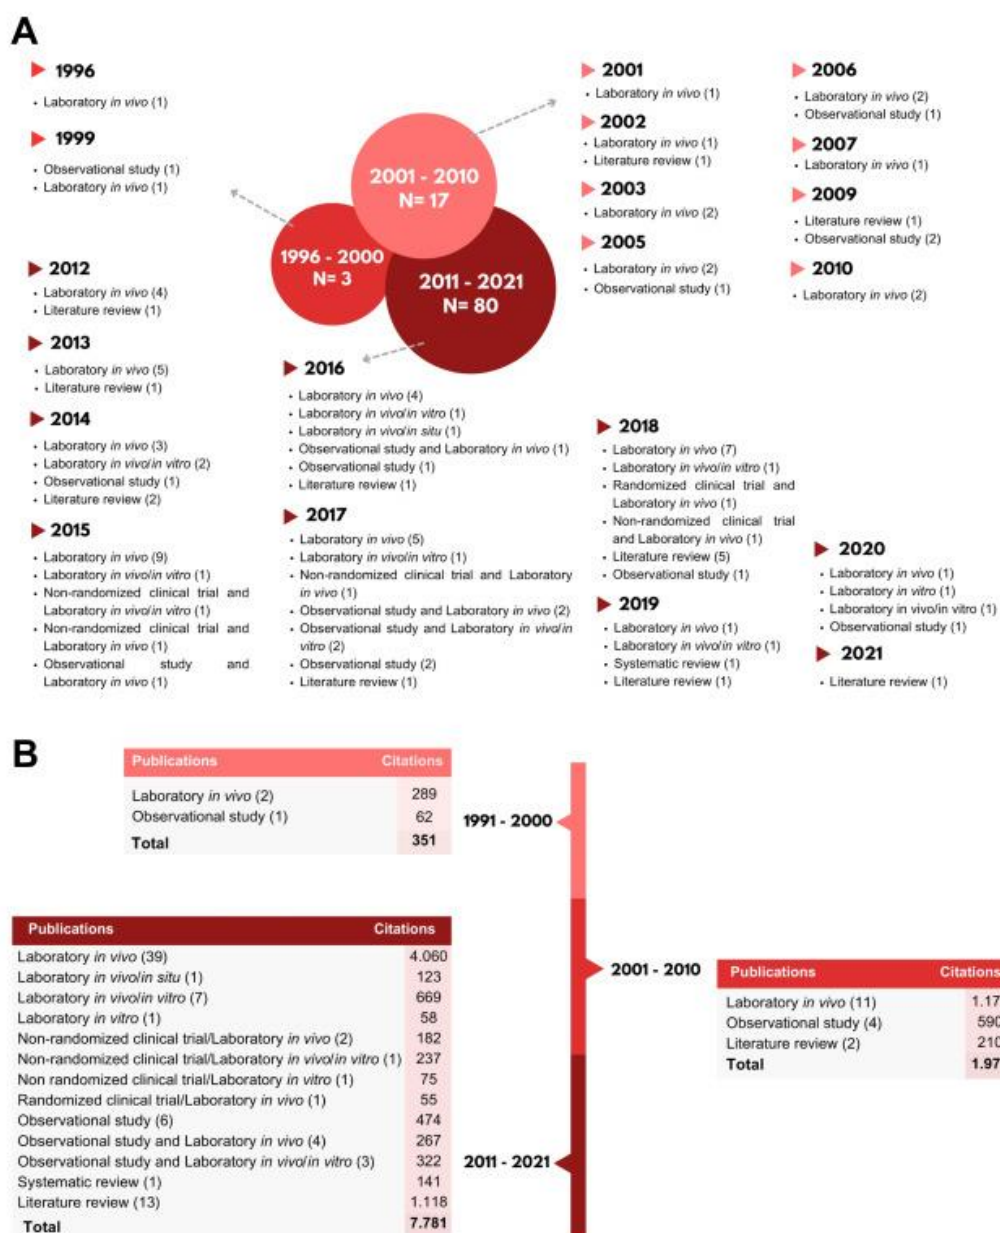 A
1996
• Laboratory in vivo (1)
1999
• Observational study (1)
• Laboratory in vivo (1)
2001 - 2010
N= 17
1996 - 2000
N= 3
2011 - 2021
N= 80
2001
• Laboratory in vivo (1)
2002
• Laboratory in vivo (1)
• Literature review (1)
2003
• Laboratory in vivo (2)
2005
• Laboratory in vivo (2)
• Observational study (1)
2006
• Laboratory in vivo (2)
• Observational study (1)
2007
• Laboratory in vivo (1)
2009
• Literature review (1)
• Observational study (2)
2010
• Laboratory in vivo (2)
2012
• Laboratory in vivo (4)
• Literature review (1)
2013
• Laboratory in vivo (5)
• Literature review (1)
2014
• Laboratory in vivo (3)
• Laboratory in vivo/in vitro (2)
• Observational study (1)
• Literature review (2)
2015
• Laboratory in vivo (9)
• Laboratory in vivo/in vitro (1)
• Non-randomized clinical trial and
Laboratory in vivo/in vitro (1)
• Non-randomized clinical trial and
Laboratory in vivo (1)
• Observational study and
Laboratory in vivo (1)
2016
• Laboratory in vivo (4)
• Laboratory in vivo/in vitro (1)
• Laboratory in vivo/in situ (1)
• Observational study and Laboratory in vivo (1)
• Observational study (1)
• Literature review (1)
2017
• Laboratory in vivo (5)
• Laboratory in vivo/in vitro (1)
• Non-randomized clinical trial and Laboratory
in vivo (1)
• Observational study and Laboratory in vivo (2)
• Observational study and Laboratory in vivo/in
vitro (2)
• Observational study (2)
• Literature review (1)
2018
• Laboratory in vivo (7)
• Laboratory in vivo/in vitro (1)
• Randomized clinical trial and
Laboratory in vivo (1)
• Non-randomized clinical trial
and Laboratory in vivo (1)
• Literature review (5)
• Observational study (1)
2019
• Laboratory in vivo (1)
• Laboratory in vivo/in vitro (1)
• Systematic review (1)
• Literature review (1)
2020
• Laboratory in vivo (1)
• Laboratory in vitro (1)
• Laboratory in vivo/in vitro (1)
• Observational study (1)
2021
• Literature review (1)
B
Publications Citations
Laboratory in vivo (2) 289
Observational study (1) 62
Total 351
1991 - 2000
Publications Citations
Laboratory in vivo (39) 4.060
Laboratory in vivo/in situ (1) 123
Laboratory in vivo/in vitro (7) 669
Laboratory in vitro (1) 58
Non-randomized clinical trial/Laboratory in vivo (2) 182
Non-randomized clinical trial/Laboratory in vivo/in vitro (1) 237
Non randomized clinical trial/Laboratory in vitro (1) 75
Randomized clinical trial/Laboratory in vivo (1) 55
Observational study (6) 474
Observational study and Laboratory in vivo (4) 267
Observational study and Laboratory in vivo/in vitro (3) 322
Systematic review (1) 141
Literature review (13) 1.118
Total 7.781
2011 - 2021
2001 - 2010
Publications Citations
Laboratory in vivo (11) 1.17
Observational study (4) 590
Literature review (2) 210
Total 1.97